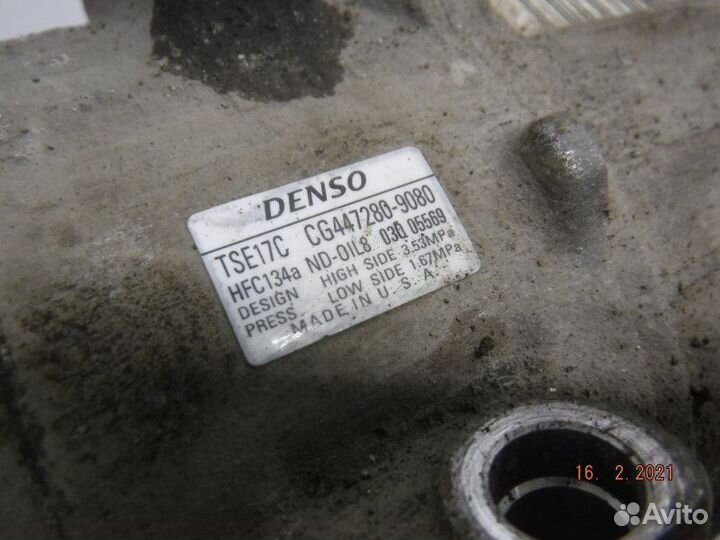 DENSO
TSE17C CG447280-9080
HFC134a ND-OIL8 030 05569
DESIGN HIGH SIDE 3.53MPa
PRESS LOW SIDE 1.67MPa
MADE IN U.S.A.
16. 2.2021
Avito